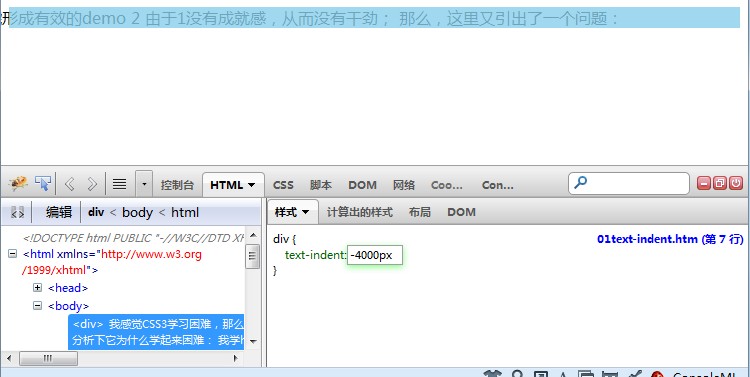 形成有效的demo 2 由于1没有成就感，从而没有干劲； 那么，这里又引出了一个问题：
控制台 HTML CSS 脚本 DOM 网络 Coo... Con...
编辑 div < body < html
样式 计算出的样式 布局 DOM
<!DOCTYPE html PUBLIC "-//W3C//DTD XH
<html xmlns="http://www.w3.org
/1999/xhtml">
<head>
<body>
<div> 我感觉CSS3学习困难，那么
分析下它为什么学起来困难： 我学h
div {
01text-indent.htm (第 7 行)
text-indent: -4000px
}